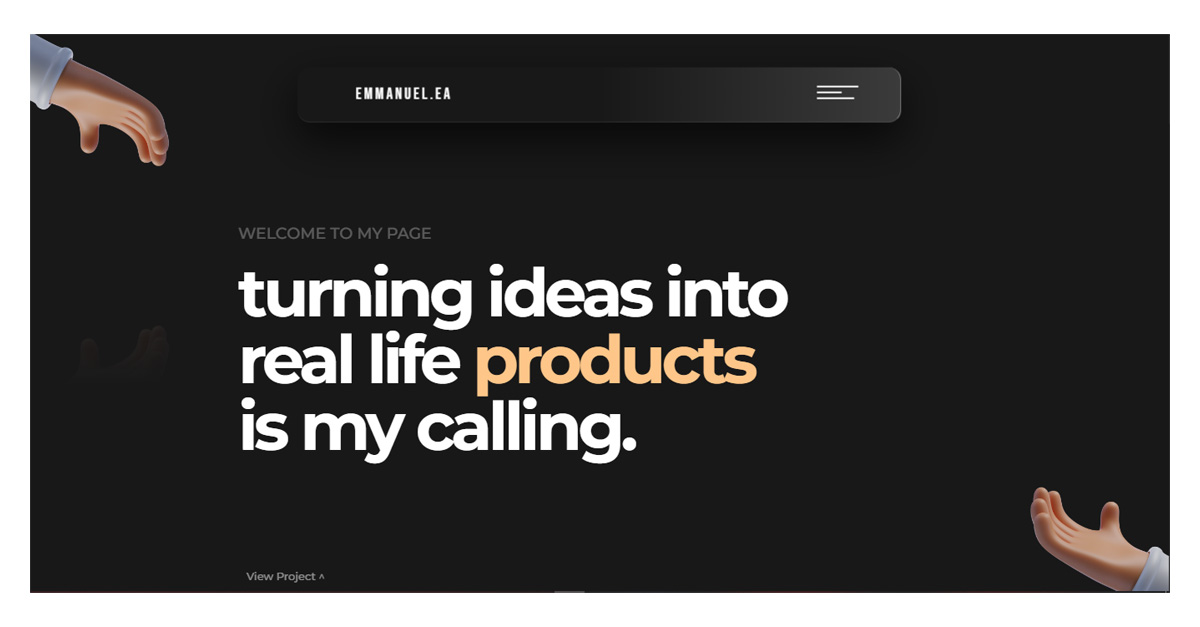 EMMANUEL.EA
WELCOME TO MY PAGE
turning ideas into
real life products
is my calling.
View Project ^